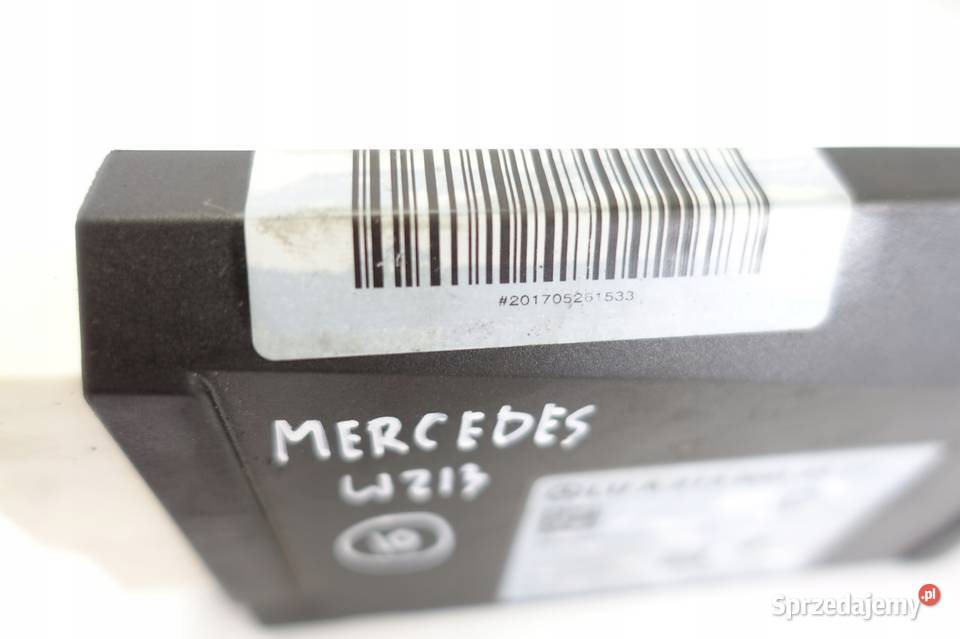 #201705261533
MERCEDES
W213
10
Sprzedajemy.pl